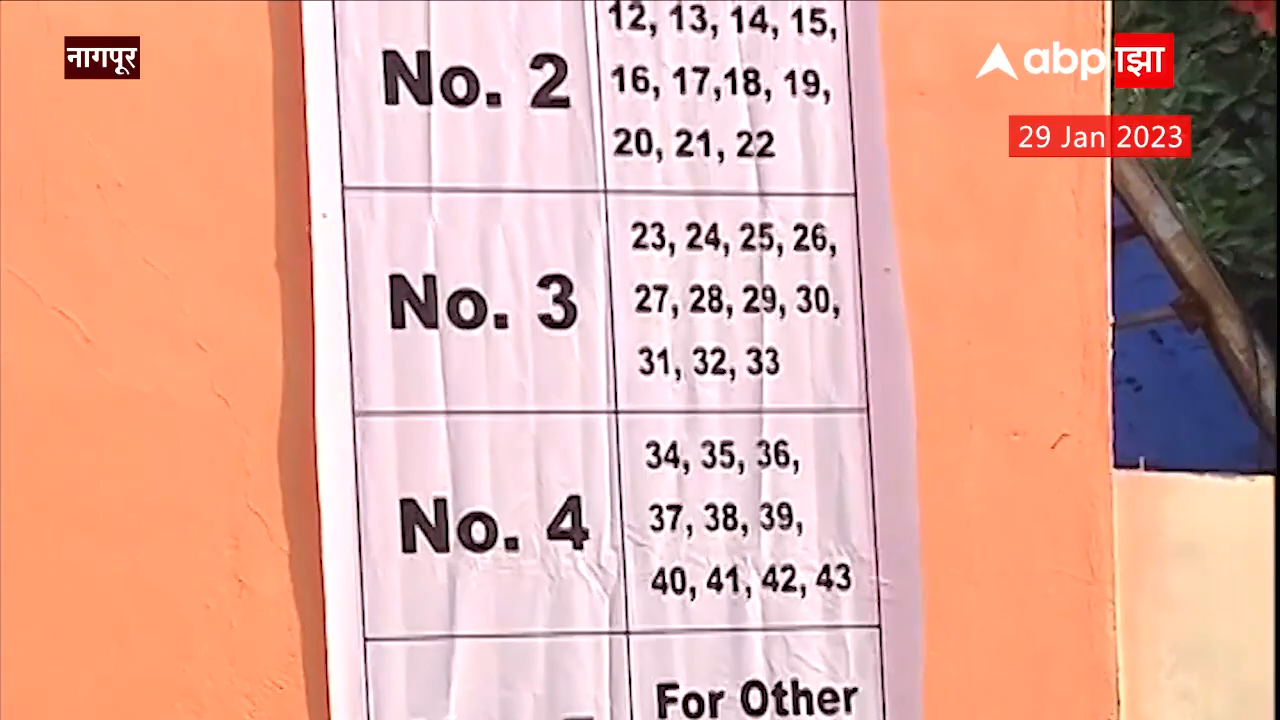 नागपूर
abp माझा
29 Jan 2023
No. 2
12, 13, 14, 15,
16, 17,18, 19,
20, 21, 22
No. 3
23, 24, 25, 26,
27, 28, 29, 30,
31, 32, 33
No. 4
34, 35, 36,
37, 38, 39,
40, 41, 42, 43
For Other